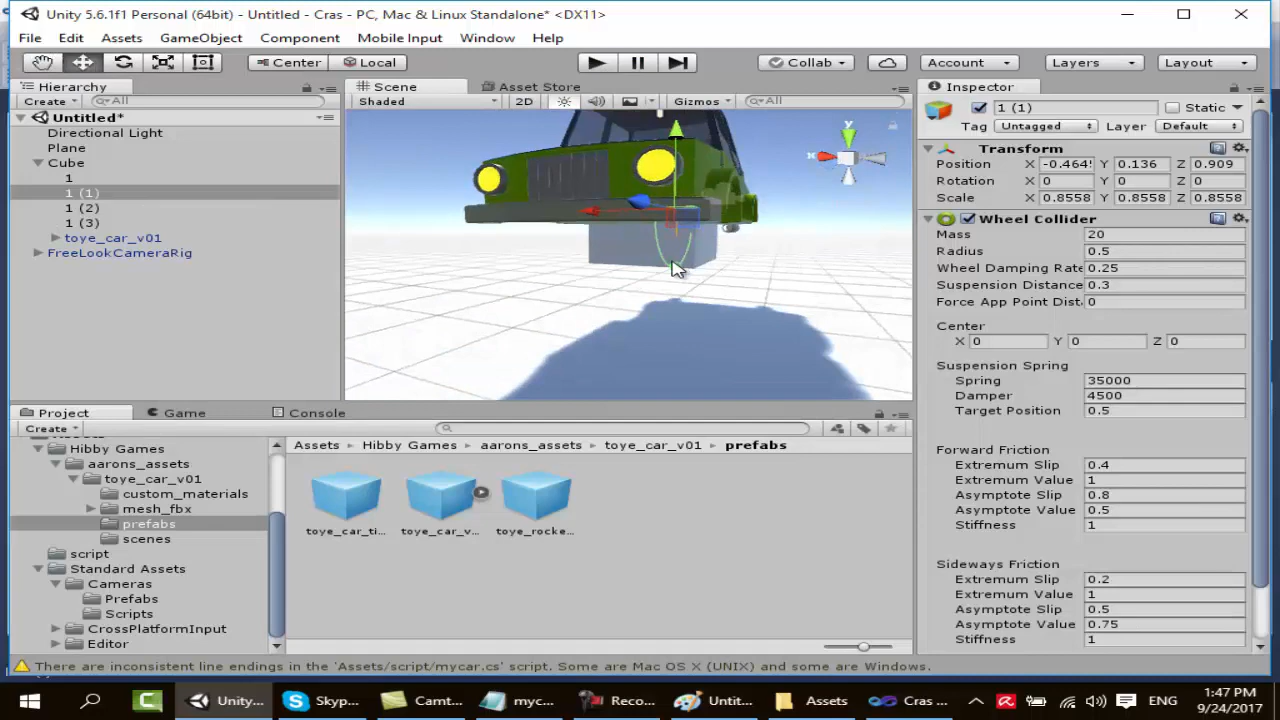 Unity 5.6.1f1 Personal (64bit) - Untitled - Cras - PC, Mac & Linux Standalone* <DX11>
File Edit Assets GameObject Component Mobile Input Window Help
Center Local Collab Account Layers Layout
Hierarchy
Create All
Untitled*
Directional Light
Plane
Cube
1
1 (1)
1 (2)
1 (3)
toye_car_v01
FreeLookCameraRig
Scene Asset Store
Shaded 2D Gizmos All
y
x
Inspector
1 (1) Static
Tag Untagged Layer Default
Transform
Position X -0.464! Y 0.136 Z 0.909
Rotation X 0 Y 0 Z 0
Scale X 0.8558 Y 0.8558 Z 0.8558
Wheel Collider
Mass 20
Radius 0.5
Wheel Damping Rate 0.25
Suspension Distance 0.3
Force App Point Dist. 0
Center
X 0 Y 0 Z 0
Suspension Spring
Spring 35000
Damper 4500
Target Position 0.5
Forward Friction
Extremum Slip 0.4
Extremum Value 1
Asymptote Slip 0.8
Asymptote Value 0.5
Stiffness 1
Sideways Friction
Extremum Slip 0.2
Extremum Value 1
Asymptote Slip 0.5
Asymptote Value 0.75
Stiffness 1
Project Game Console
Create
Hibby Games
aarons_assets
toye_car_v01
custom_materials
mesh_fbx
prefabs
scenes
script
Standard Assets
Cameras
Prefabs
Scripts
CrossPlatformInput
Editor
Assets Hibby Games aarons_assets toye_car_v01 prefabs
toye_car_ti... toye_car_v... toye_rocke...
There are inconsistent line endings in the 'Assets/script/mycar.cs' script. Some are Mac OS X (UNIX) and some are Windows.
Unity... Skyp... Camt... myc... Reco... Untit... Assets Cras ... ENG
1:47 PM
9/24/2017